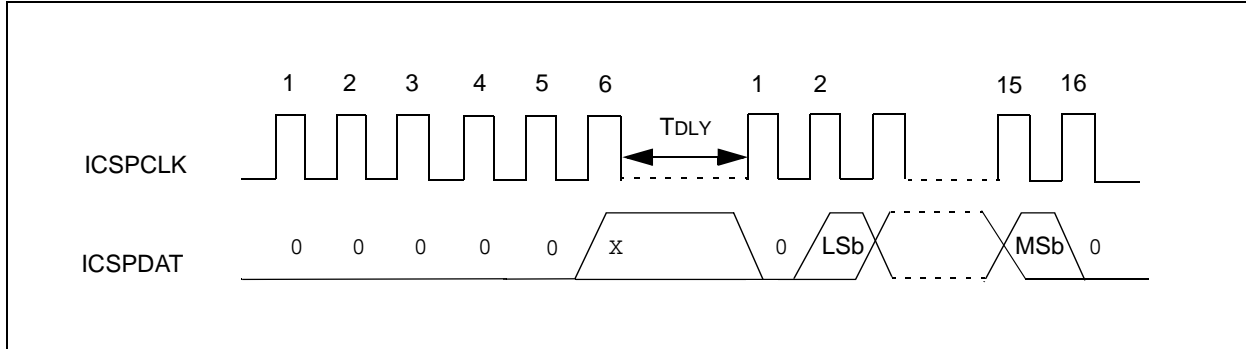 1 2 3 4 5 6 1 2 15 16
TDLY
ICSPCLK
0 0 0 0 0 X 0 LSb MSb 0
ICSPDAT